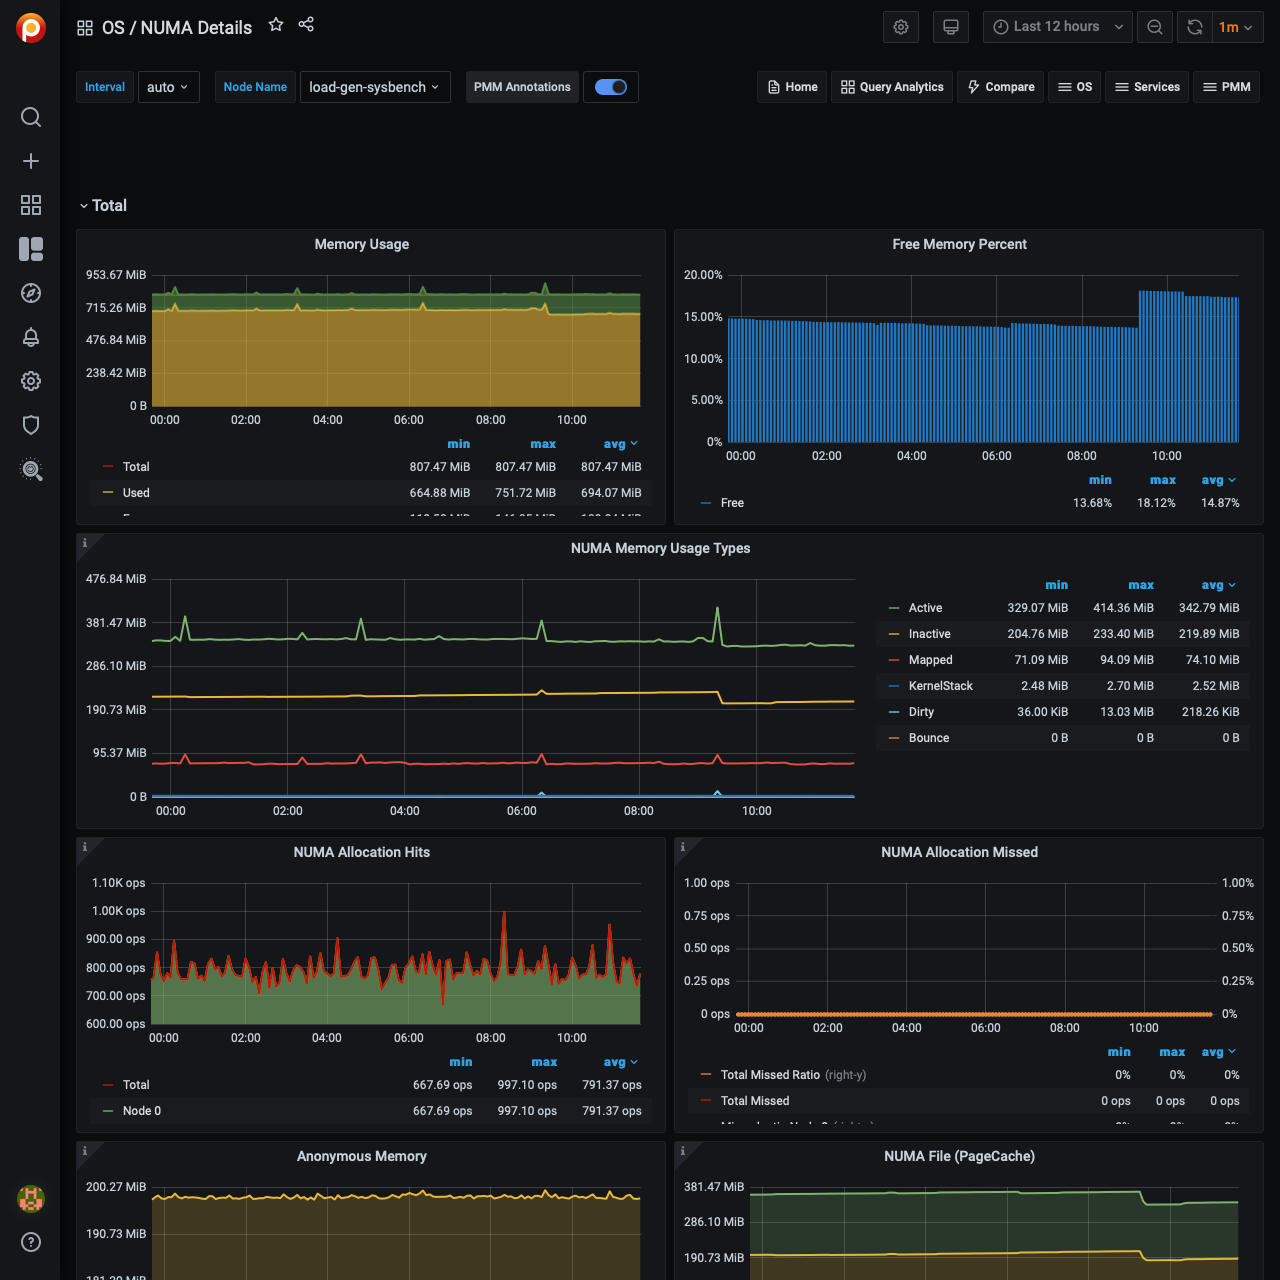 OS / NUMA Details
Last 12 hours
1m
Interval
auto
Node Name
load-gen-sysbench
PMM Annotations
Home
Query Analytics
Compare
OS
Services
PMM
Total
Memory Usage
953.67 MiB
715.26 MiB
476.84 MiB
238.42 MiB
0 B
00:00 02:00 04:00 06:00 08:00 10:00
min max avg
Total 807.47 MiB 807.47 MiB 807.47 MiB
Used 664.88 MiB 751.72 MiB 694.07 MiB
Free Memory Percent
20.00%
15.00%
10.00%
5.00%
0%
00:00 02:00 04:00 06:00 08:00 10:00
min max avg
Free 13.68% 18.12% 14.87%
NUMA Memory Usage Types
476.84 MiB
381.47 MiB
286.10 MiB
190.73 MiB
95.37 MiB
0 B
00:00 02:00 04:00 06:00 08:00 10:00
min max avg
Active 329.07 MiB 414.36 MiB 342.79 MiB
Inactive 204.76 MiB 233.40 MiB 219.89 MiB
Mapped 71.09 MiB 94.09 MiB 74.10 MiB
KernelStack 2.48 MiB 2.70 MiB 2.52 MiB
Dirty 36.00 KiB 13.03 MiB 218.26 KiB
Bounce 0 B 0 B 0 B
NUMA Allocation Hits
1.10K ops
1.00K ops
900.00 ops
800.00 ops
700.00 ops
600.00 ops
00:00 02:00 04:00 06:00 08:00 10:00
min max avg
Total 667.69 ops 997.10 ops 791.37 ops
Node 0 667.69 ops 997.10 ops 791.37 ops
NUMA Allocation Missed
1.00 ops 1.00%
0.75 ops 0.75%
0.50 ops 0.50%
0.25 ops 0.25%
0 ops 0%
00:00 02:00 04:00 06:00 08:00 10:00
min max avg
Total Missed Ratio (right-y) 0% 0% 0%
Total Missed 0 ops 0 ops 0 ops
Anonymous Memory
200.27 MiB
190.73 MiB
NUMA File (PageCache)
381.47 MiB
286.10 MiB
190.73 MiB